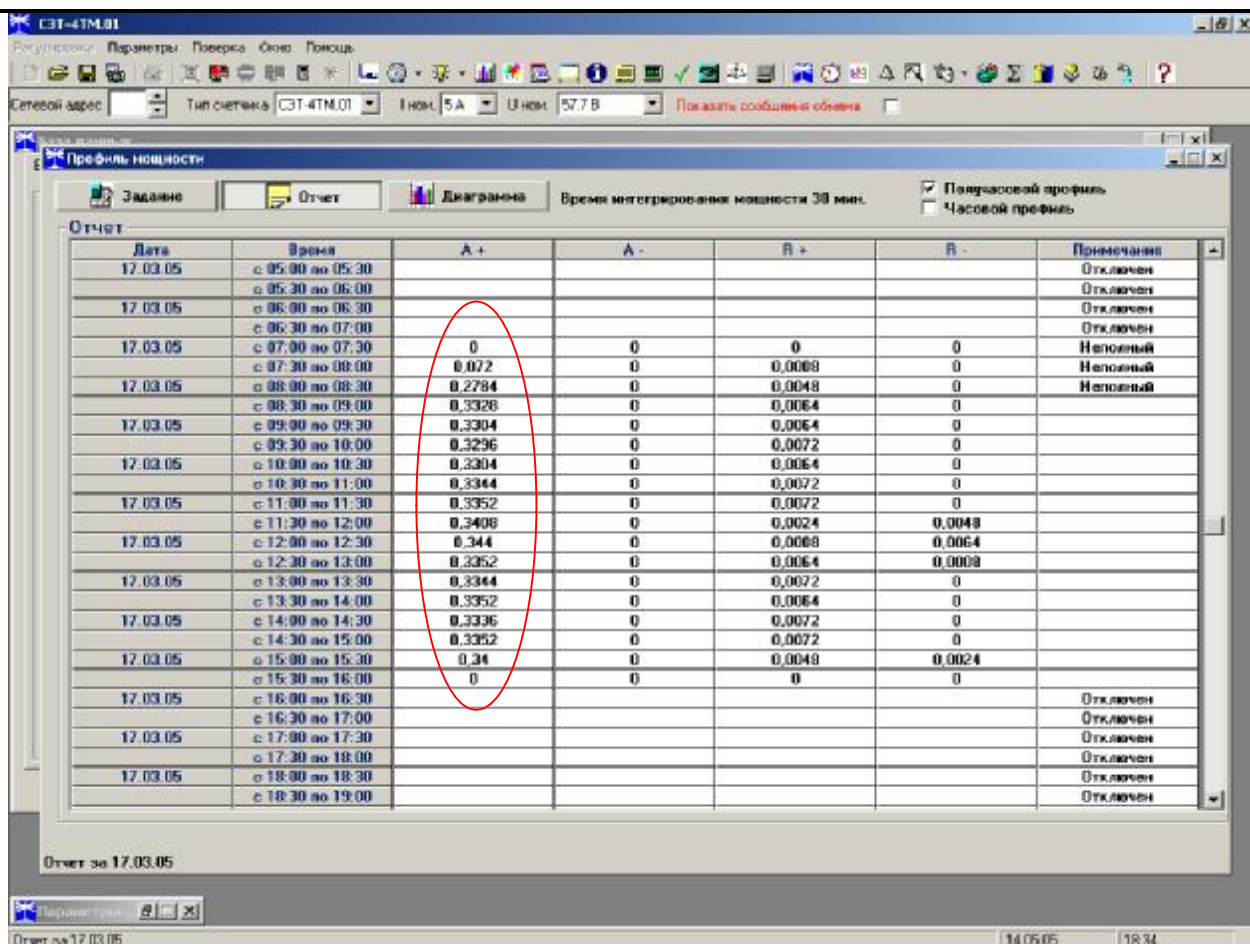 СЭТ-4ТМ.01
Параметры Поверка Окно Помощь
Сетевой адрес Тип счетчика СЭТ-4ТМ.01 I ном. 5 А U ном. 57.7 В Показать сообщения обмена
Профиль мощности
Задание Отчет Диаграмма Время интегрирования мощности 30 мин.
Получасовой профиль
Часовой профиль
Отчет
Дата Время А + А - R + R - Примечание
17.03.05 с 05:00 по 05:30 Отключен
с 05:30 по 06:00 Отключен
17.03.05 с 06:00 по 06:30 Отключен
с 06:30 по 07:00 Отключен
17.03.05 с 07:00 по 07:30 0 0 0 0 Неполный
с 07:30 по 08:00 0,072 0 0,0008 0 Неполный
17.03.05 с 08:00 по 08:30 0,2784 0 0,0048 0 Неполный
с 08:30 по 09:00 0,3328 0 0,0064 0
17.03.05 с 09:00 по 09:30 0,3304 0 0,0064 0
с 09:30 по 10:00 0,3296 0 0,0072 0
17.03.05 с 10:00 по 10:30 0,3304 0 0,0064 0
с 10:30 по 11:00 0,3344 0 0,0072 0
17.03.05 с 11:00 по 11:30 0,3352 0 0,0072 0
с 11:30 по 12:00 0,3408 0 0,0024 0,0048
17.03.05 с 12:00 по 12:30 0,344 0 0,0008 0,0064
с 12:30 по 13:00 0,3352 0 0,0064 0,0008
17.03.05 с 13:00 по 13:30 0,3344 0 0,0072 0
с 13:30 по 14:00 0,3352 0 0,0064 0
17.03.05 с 14:00 по 14:30 0,3336 0 0,0072 0
с 14:30 по 15:00 0,3352 0 0,0072 0
17.03.05 с 15:00 по 15:30 0,34 0 0,0048 0,0024
с 15:30 по 16:00 0 0 0 0
17.03.05 с 16:00 по 16:30 Отключен
с 16:30 по 17:00 Отключен
17.03.05 с 17:00 по 17:30 Отключен
с 17:30 по 18:00 Отключен
17.03.05 с 18:00 по 18:30 Отключен
с 18:30 по 19:00 Отключен
Отчет за 17.03.05
Отчет за 17.03.05 14.05.05 18:34